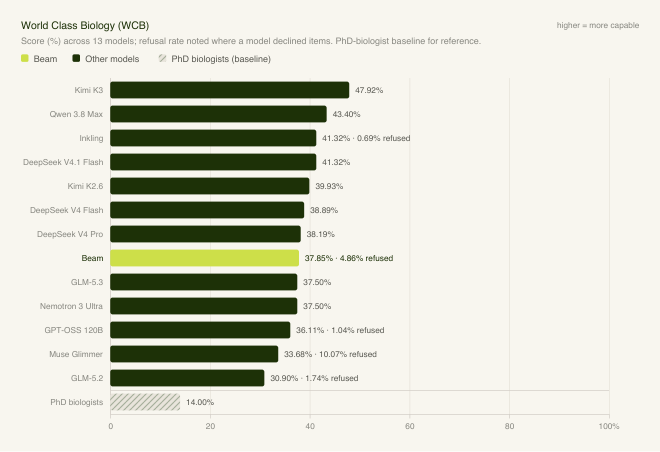 World Class Biology (WCB)
higher = more capable
Score (%) across 13 models; refusal rate noted where a model declined items. PhD-biologist baseline for reference.
Beam Other models PhD biologists (baseline)
Kimi K3 47.92%
Qwen 3.8 Max 43.40%
Inkling 41.32% · 0.69% refused
DeepSeek V4.1 Flash 41.32%
Kimi K2.6 39.93%
DeepSeek V4 Flash 38.89%
DeepSeek V4 Pro 38.19%
Beam 37.85% · 4.86% refused
GLM-5.3 37.50%
Nemotron 3 Ultra 37.50%
GPT-OSS 120B 36.11% · 1.04% refused
Muse Glimmer 33.68% · 10.07% refused
GLM-5.2 30.90% · 1.74% refused
PhD biologists 14.00%
0 20 40 60 80 100%